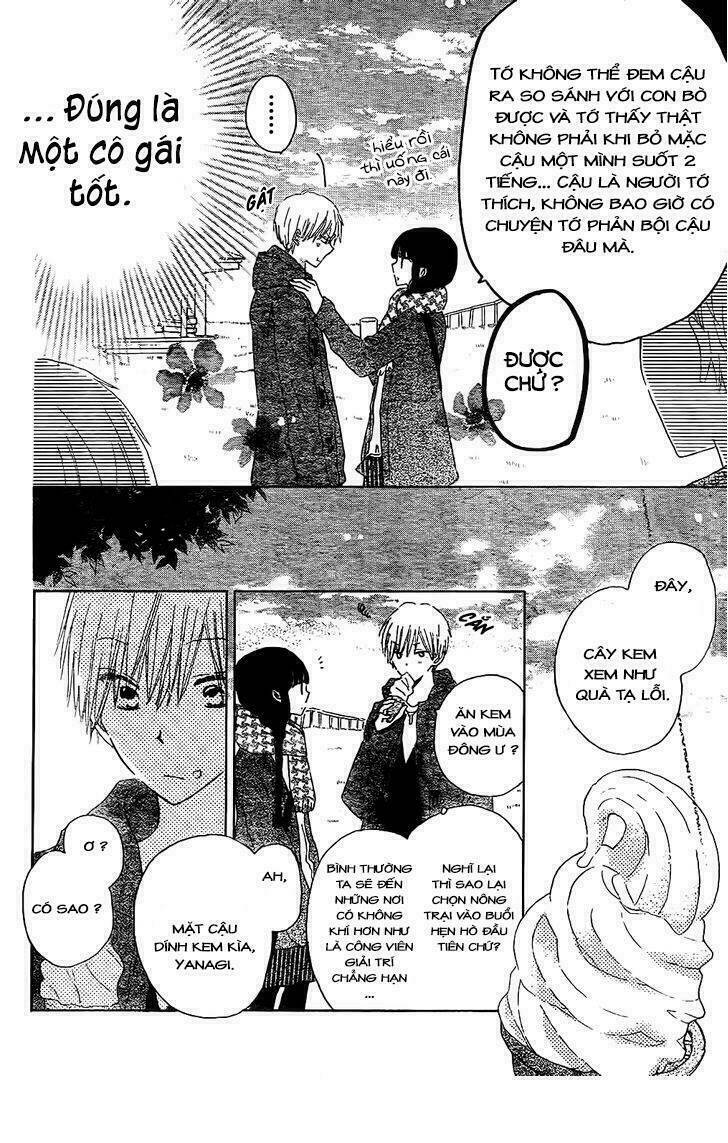 TỚ KHÔNG THỂ ĐEM CẬU
RA SO SÁNH VỚI CON BÒ
ĐƯỢC VÀ TỚ THẤY THẬT
KHÔNG PHẢI KHI BỎ MẶC
CẬU MỘT MÌNH SUỐT 2
TIẾNG... CẬU LÀ NGƯỜI TỚ
THÍCH, KHÔNG BAO GIỜ CÓ
CHUYỆN TỚ PHẢN BỘI CẬU
ĐÂU MÀ.
ĐƯỢC
CHỨ ?
......
hiểu rồi
thì uống cái
này đi.
GẬT
... Đúng là
một cô gái
tốt.
ĐÂY,
CÂY KEM
XEM NHƯ
QUÀ TẠ LỖI.
CẮN
ĂN KEM
VÀO MÙA
ĐÔNG Ư ?
NGHĨ LẠI
THÌ SAO LẠI
CHỌN NÔNG
TRẠI VÀO BUỔI
HẸN HÒ ĐẦU
TIÊN CHỨ?
BÌNH THƯỜNG
TA SẼ ĐẾN
NHỮNG NƠI
CÓ KHÔNG
KHÍ HƠN NHƯ
LÀ CÔNG VIÊN
GIẢI TRÍ
CHẲNG HẠN
...
AH,
MẶT CẬU
DÍNH KEM KÌA,
YANAGI.
Ơ ?
CÓ SAO ?